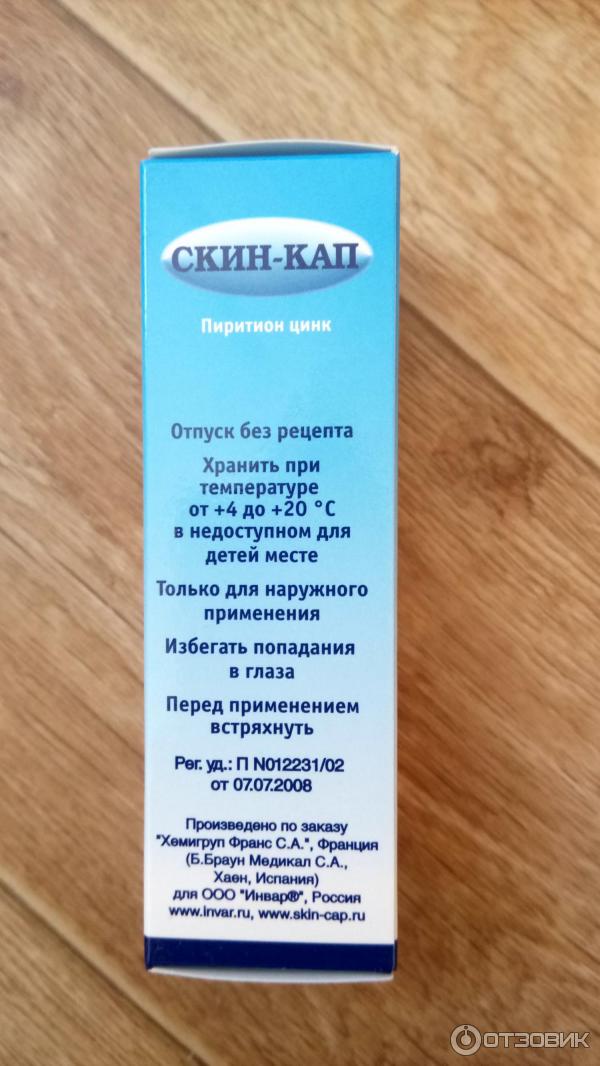 СКИН-КАП
Пиритион цинк
Отпуск без рецепта
Хранить при
температуре
от +4 до +20 °С
в недоступном для
детей месте
Только для наружного
применения
Избегать попадания
в глаза
Перед применением
встряхнуть
Рег. уд.: П N012231/02
от 07.07.2008
Произведено по заказу
"Хемигруп Франс С.А.", Франция
(Б.Браун Медикал С.А.,
Хаен, Испания)
для ООО "Инвар®", Россия
www.invar.ru, www.skin-cap.ru
ОТЗОВИК